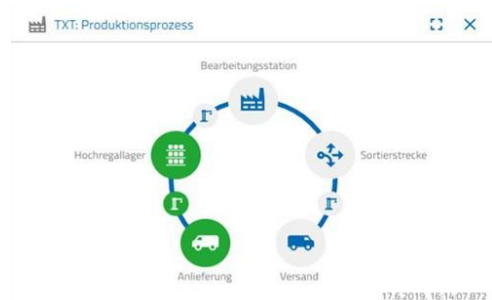 TXT: Produktionsprozess
Bearbeitungsstation
Hochregallager
Sortierstrecke
Anlieferung
Versand
17.6.2019, 16:14:07.872